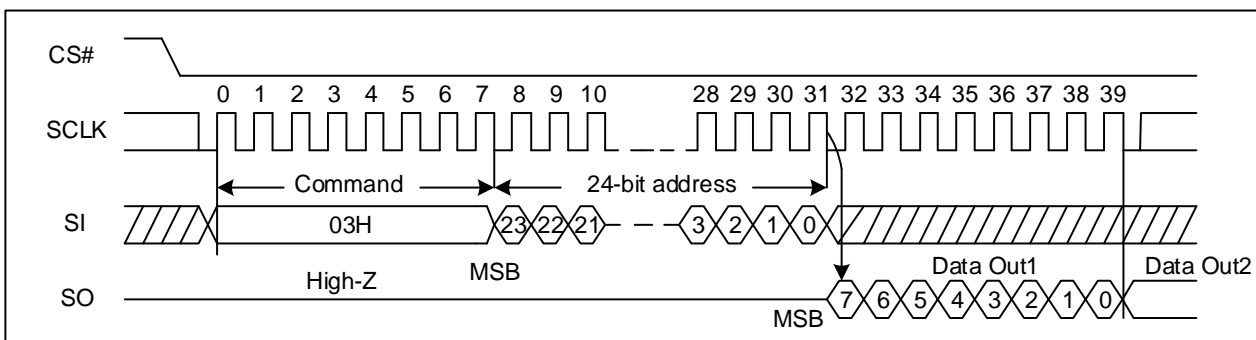 CS#
0 1 2 3 4 5 6 7 8 9 10 28 29 30 31 32 33 34 35 36 37 38 39
SCLK
Command 24-bit address
SI 03H 23 22 21 3 2 1 0
High-Z MSB Data Out1 Data Out2
SO 7 6 5 4 3 2 1 0
MSB